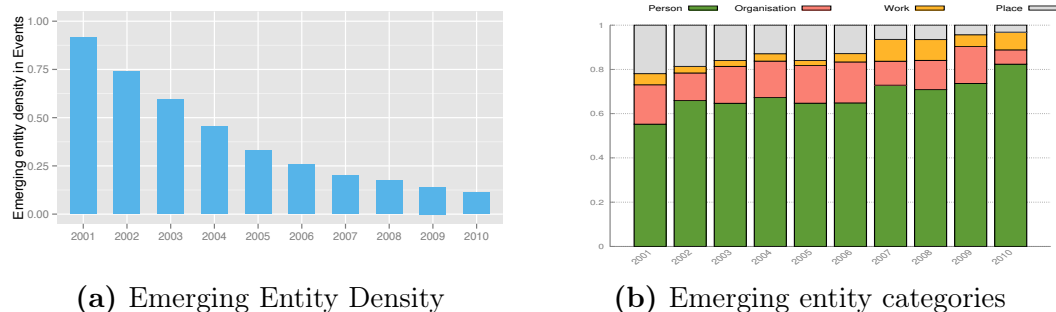 Emerging entity density in Events
1.00
0.75
0.50
0.25
0.00
2001 2002 2003 2004 2005 2006 2007 2008 2009 2010
(a) Emerging Entity Density
Person Organisation Work Place
1
0.8
0.6
0.4
0.2
0
2001 2002 2003 2004 2005 2006 2007 2008 2009 2010
(b) Emerging entity categories